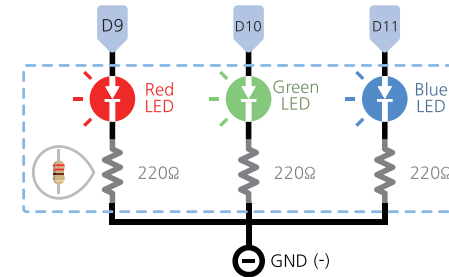 D9
D10
D11
Red
LED
Green
LED
Blue
LED
220Ω
220Ω
220Ω
GND (-)